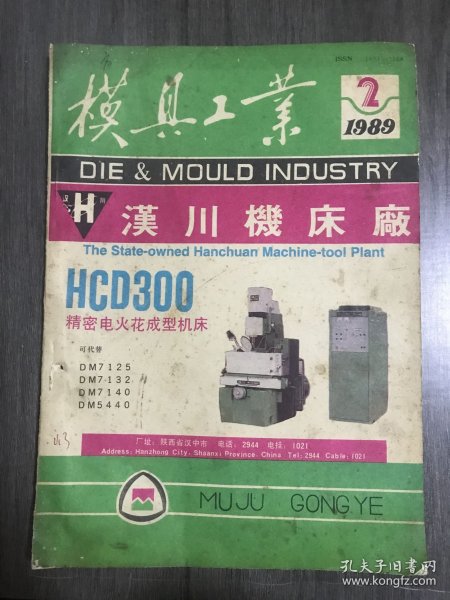 ISSN
模具工業
2
1989
DIE & MOULD INDUSTRY
H
漢川機床廠
The State-owned Hanchuan Machine-tool Plant
HCD300
精密电火花成型机床
可代替
DM7125
DM7132
DM7140
DM5440
厂址：陕西省汉中市 电话：2944 电挂：1021
Address: Hanzhong City, Shaanxi Province China Tel: 2944 Cable: 1021
MUJU GONGYE
孔夫子旧书网
www.kongfz.com